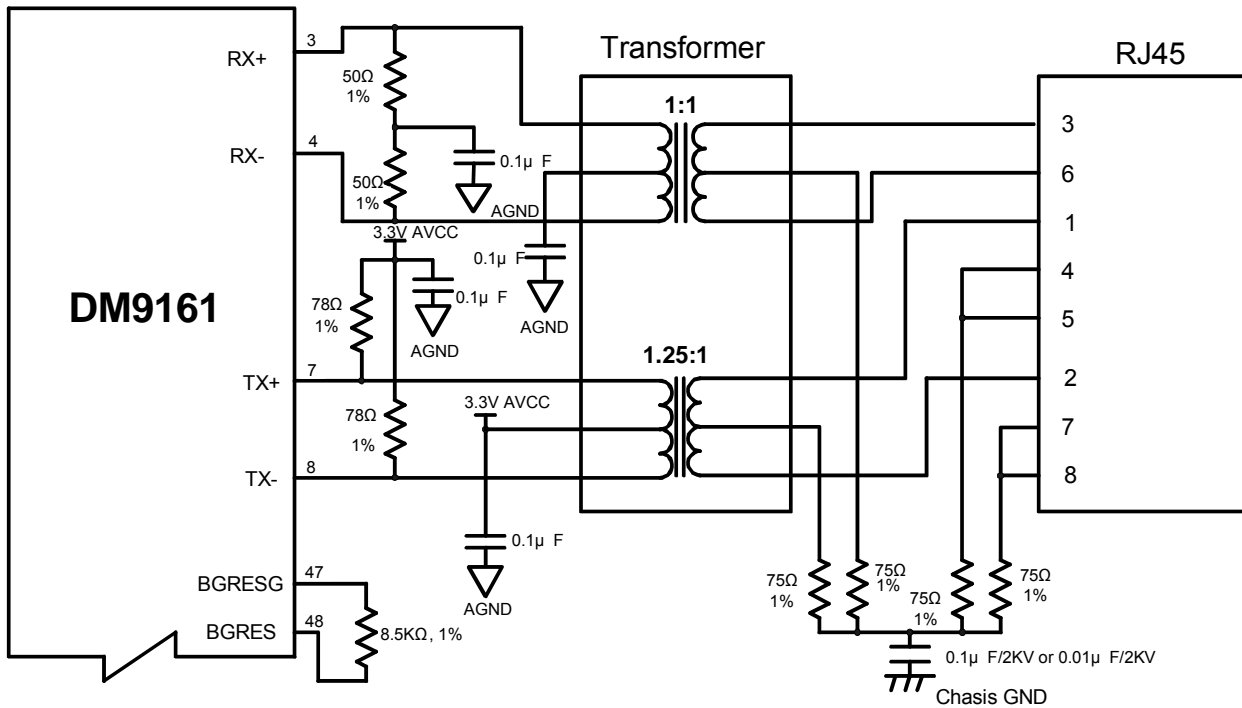 Transformer
RJ45
DM9161
RX+
3
50Ω
1%
RX-
4
50Ω
1%
0.1µ F
AGND
3.3V AVCC
0.1µ F
AGND
78Ω
1%
0.1µ F
AGND
TX+
7
78Ω
1%
TX-
8
3.3V AVCC
0.1µ F
AGND
BGRESG
47
BGRES
48
8.5KΩ, 1%
1:1
1.25:1
3
6
1
4
5
2
7
8
75Ω
1%
75Ω
1%
75Ω
1%
75Ω
1%
0.1µ F/2KV or 0.01µ F/2KV
Chasis GND